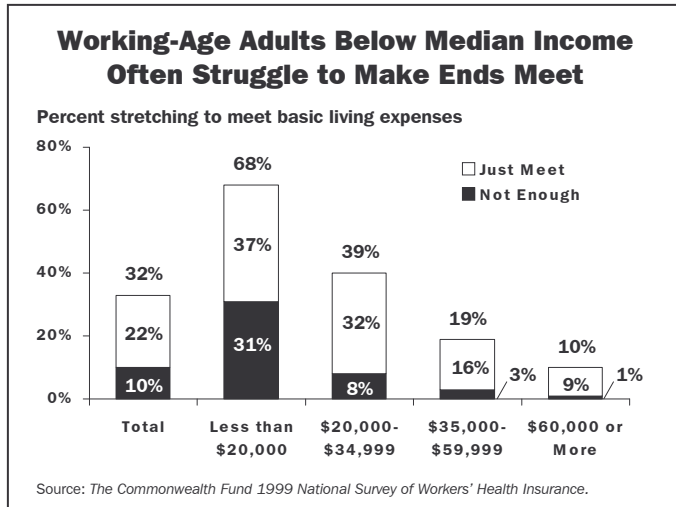 Working-Age Adults Below Median Income
Often Struggle to Make Ends Meet
Percent stretching to meet basic living expenses
80%
60%
40%
20%
0%
Just Meet
Not Enough
32%
22%
10%
68%
37%
31%
39%
32%
8%
19%
16%
3%
10%
9%
1%
Total
Less than
$20,000
$20,000-
$34,999
$35,000-
$59,999
$60,000 or
More
Source: The Commonwealth Fund 1999 National Survey of Workers' Health Insurance.